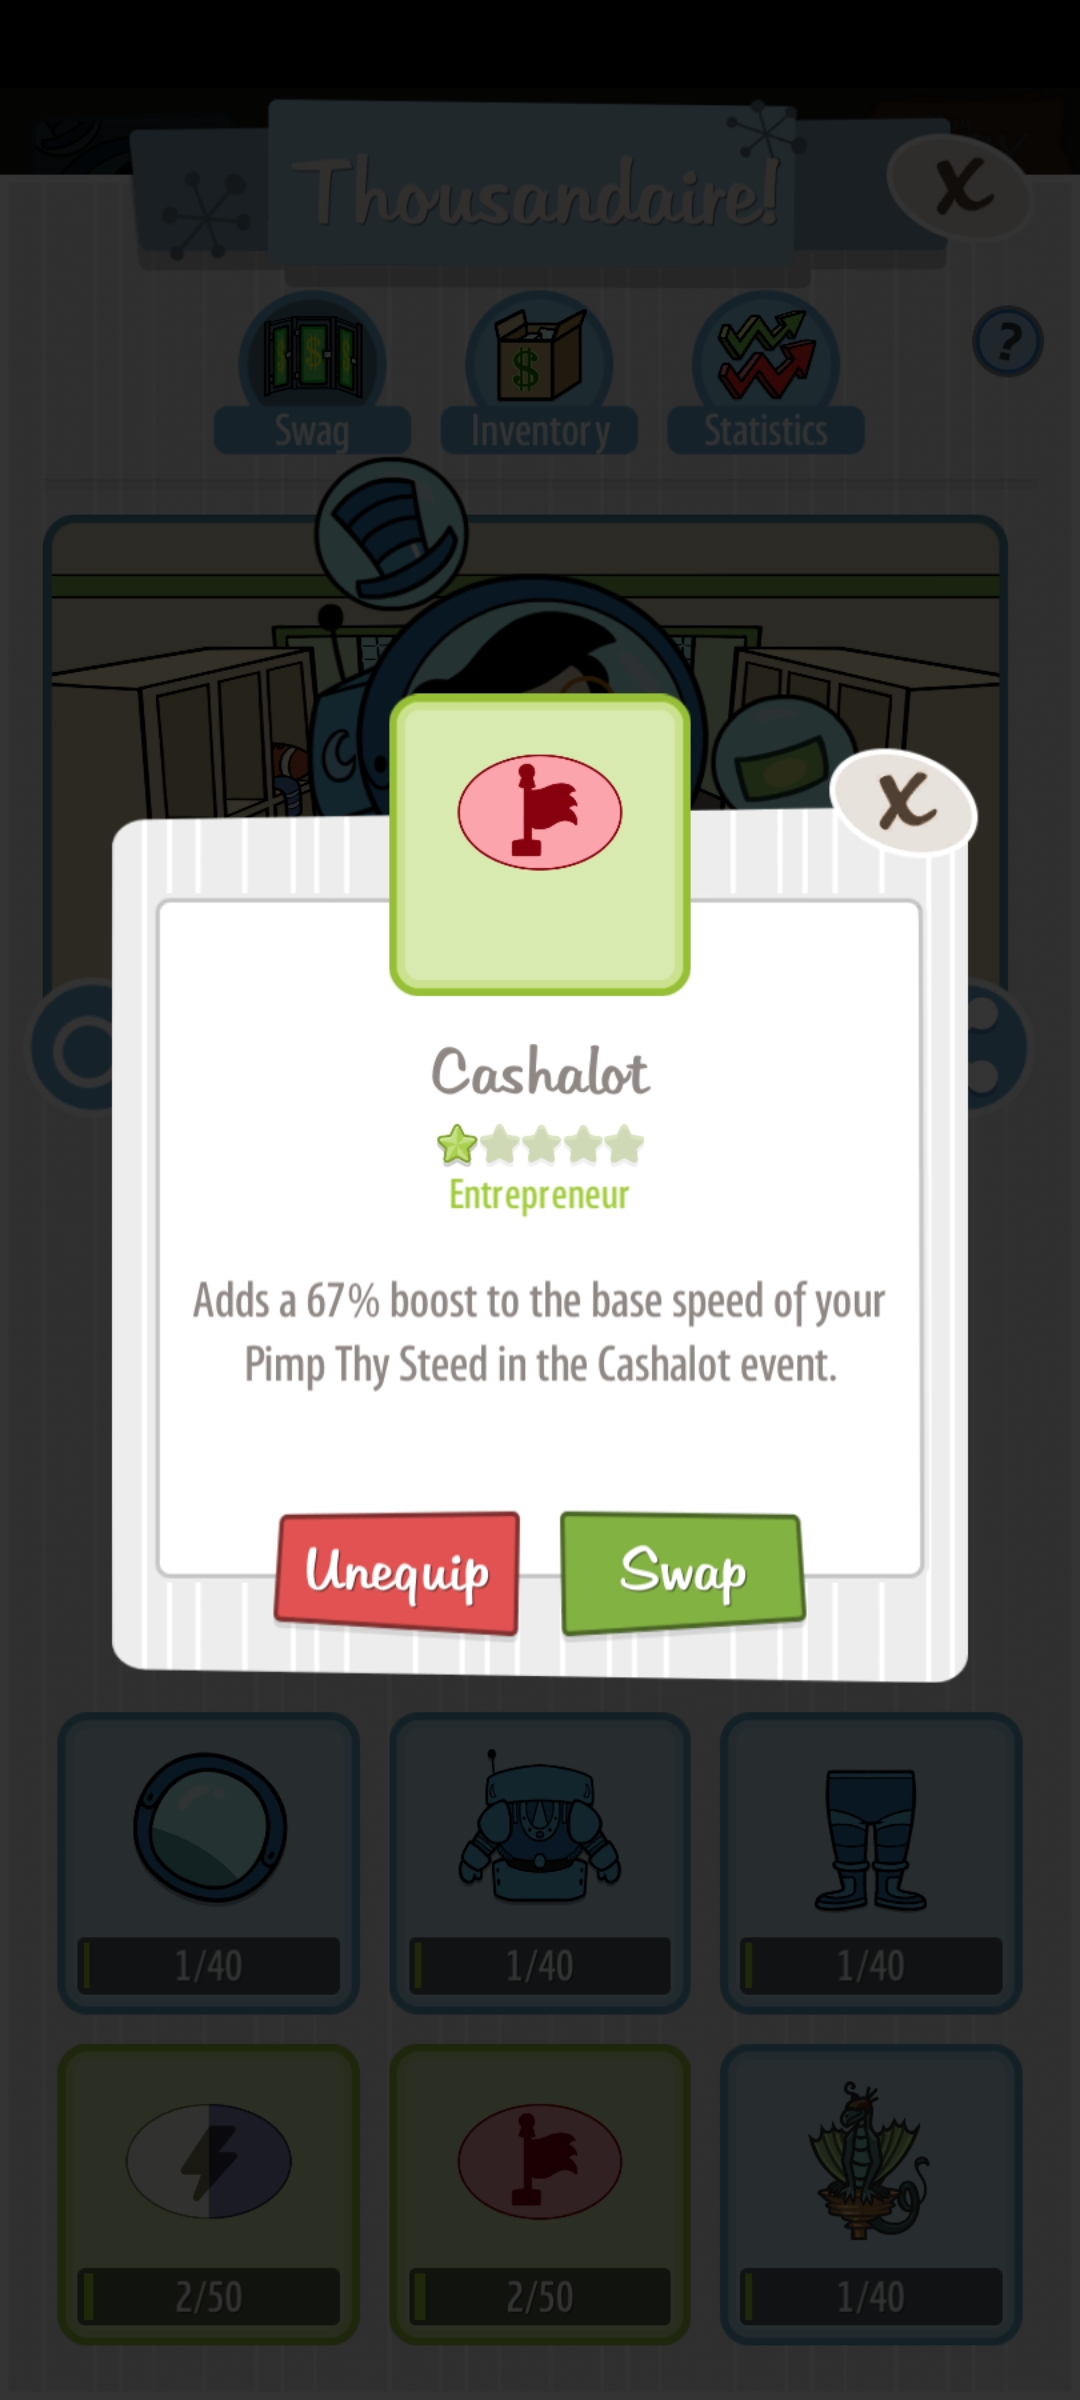 Thousandaire!
X
Swag
Inventory
Statistics
?
X
Cashalot
Entrepreneur
Adds a 67% boost to the base speed of your
Pimp Thy Steed in the Cashalot event.
Unequip
Swap
1/40
1/40
1/40
2/50
2/50
1/40